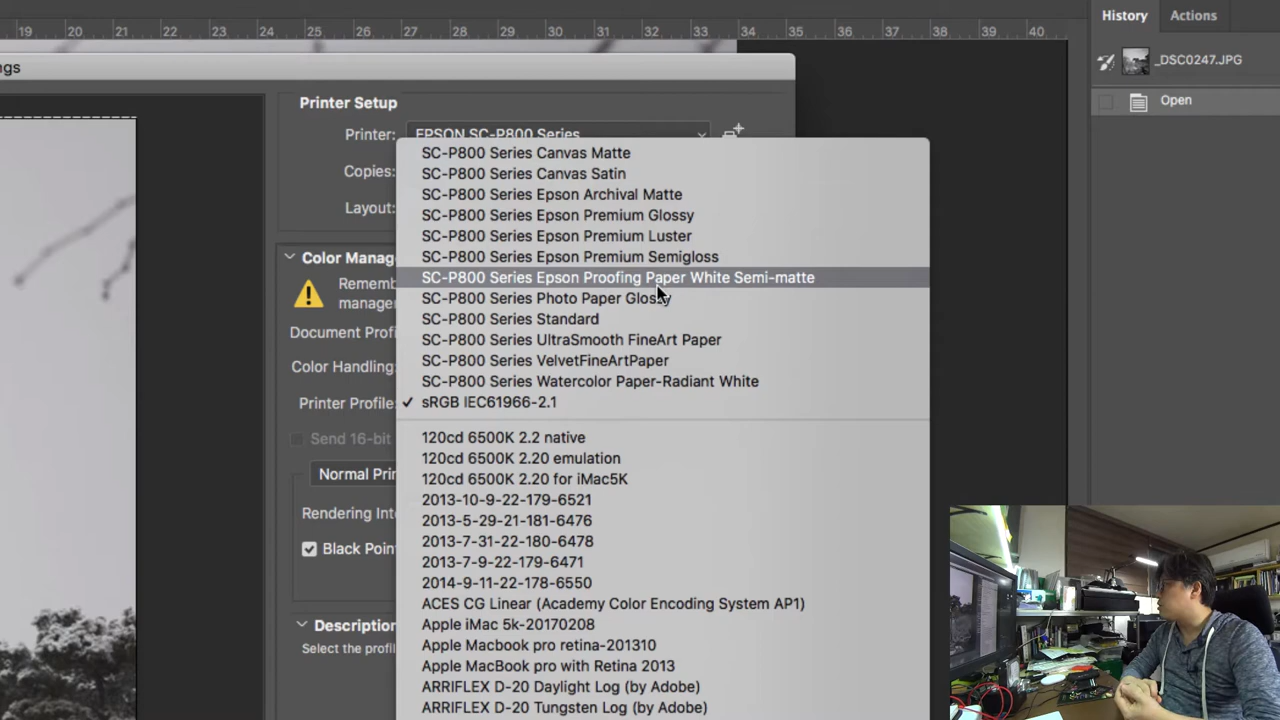 History
Actions
19 20 21 22 23 24 25 26 27 28 29 30 31 32 33 34 35 36 37 38 39 40
_DSC0247.JPG
Open
ngs
Printer Setup
Printer: EPSON SC-P800 Series
Copies:
Layout:
SC-P800 Series Canvas Matte
SC-P800 Series Canvas Satin
SC-P800 Series Epson Archival Matte
SC-P800 Series Epson Premium Glossy
SC-P800 Series Epson Premium Luster
SC-P800 Series Epson Premium Semigloss
SC-P800 Series Epson Proofing Paper White Semi-matte
SC-P800 Series Photo Paper Glossy
SC-P800 Series Standard
SC-P800 Series UltraSmooth FineArt Paper
SC-P800 Series VelvetFineArtPaper
SC-P800 Series Watercolor Paper-Radiant White
✓ sRGB IEC61966-2.1
120cd 6500K 2.2 native
120cd 6500K 2.20 emulation
120cd 6500K 2.20 for iMac5K
2013-10-9-22-179-6521
2013-5-29-21-181-6476
2013-7-31-22-180-6478
2013-7-9-22-179-6471
2014-9-11-22-178-6550
ACES CG Linear (Academy Color Encoding System AP1)
Apple iMac 5k-20170208
Apple Macbook pro retina-201310
Apple MacBook pro with Retina 2013
ARRIFLEX D-20 Daylight Log (by Adobe)
ARRIFLEX D-20 Tungsten Log (by Adobe)
Color Manag
Rememb
manager
Document Profi
Color Handling:
Printer Profile:
Send 16-bit
Normal Prin
Rendering Inte
Black Poin
Description
Select the profil